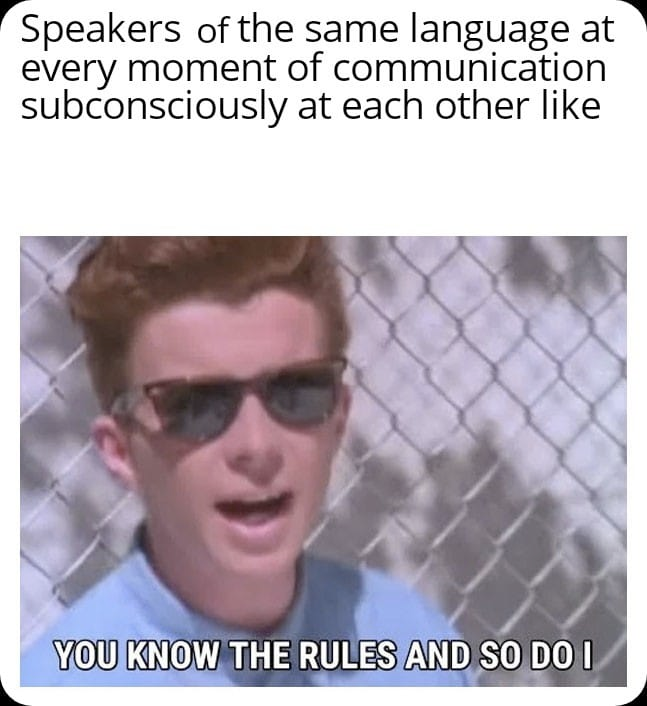 Speakers of the same language at
every moment of communication
subconsciously at each other like
YOU KNOW THE RULES AND SO DO I